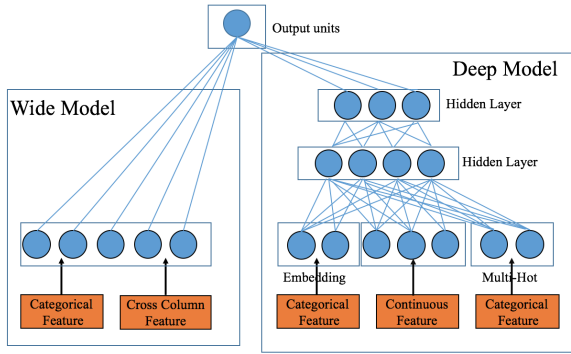 Output units
Deep Model
Wide Model
Hidden Layer
Hidden Layer
Embedding
Multi-Hot
Categorical
Feature
Cross Column
Feature
Categorical
Feature
Continuous
Feature
Categorical
Feature